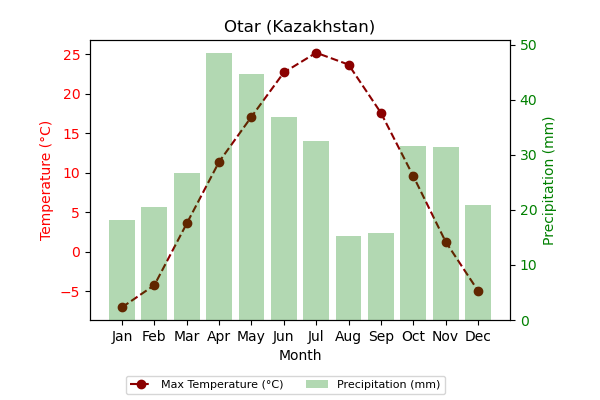 Otar (Kazakhstan)
Temperature (°C)
25
20
15
10
5
0
−5
50
40
30
20
10
0
Precipitation (mm)
Jan Feb Mar Apr May Jun Jul Aug Sep Oct Nov Dec
Month
Max Temperature (°C) Precipitation (mm)